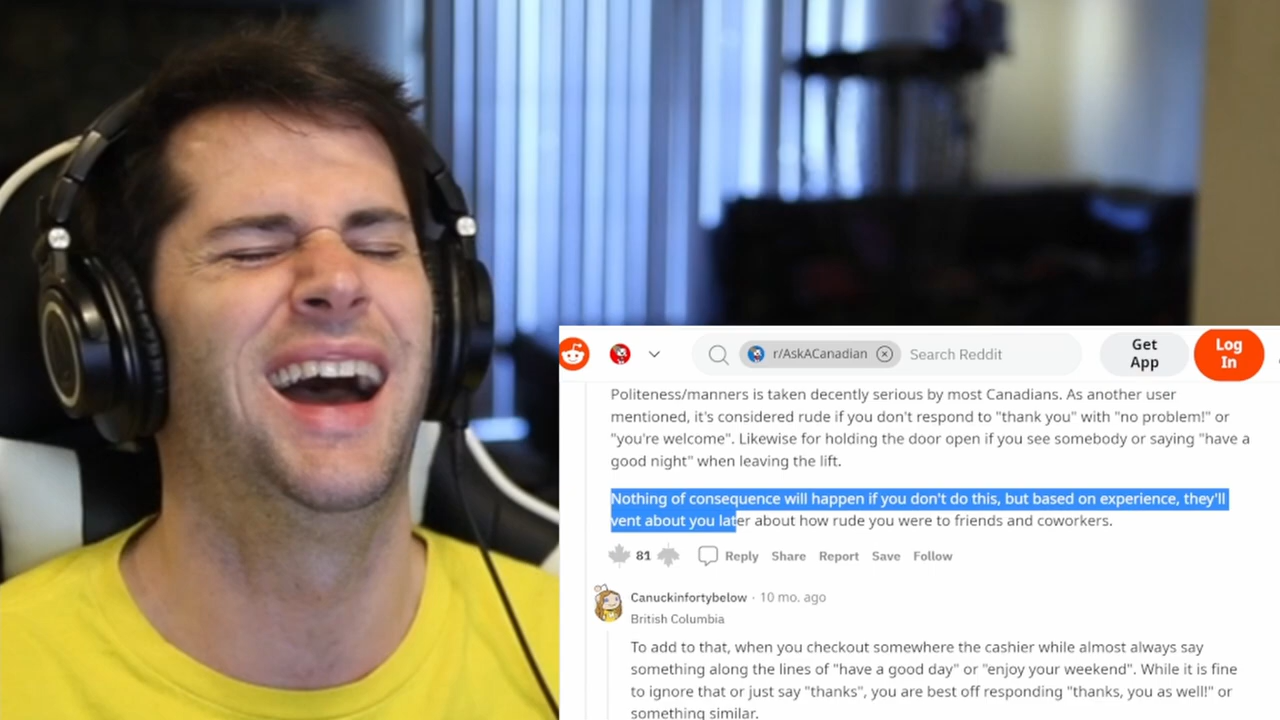 r/AskACanadian
Search Reddit
Get
App
Log
In
Politeness/manners is taken decently serious by most Canadians. As another user
mentioned, it's considered rude if you don't respond to "thank you" with "no problem!" or
"you're welcome". Likewise for holding the door open if you see somebody or saying "have a
good night" when leaving the lift.
Nothing of consequence will happen if you don't do this, but based on experience, they'll
vent about you later about how rude you were to friends and coworkers.
81 Reply Share Report Save Follow
Canuckinfortybelow · 10 mo. ago
British Columbia
To add to that, when you checkout somewhere the cashier while almost always say
something along the lines of "have a good day" or "enjoy your weekend". While it is fine
to ignore that or just say "thanks", you are best off responding "thanks, you as well!" or
something similar.